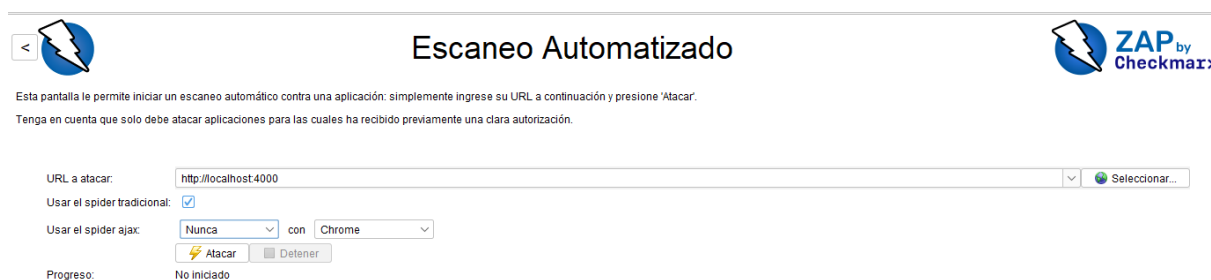 <
Escaneo Automatizado
ZAP by
Checkmarx
Esta pantalla le permite iniciar un escaneo automático contra una aplicación: simplemente ingrese su URL a continuación y presione 'Atacar'.
Tenga en cuenta que solo debe atacar aplicaciones para las cuales ha recibido previamente una clara autorización.
URL a atacar: http://localhost:4000 Seleccionar...
Usar el spider tradicional:
Usar el spider ajax: Nunca con Chrome
Atacar Detener
Progreso: No iniciado